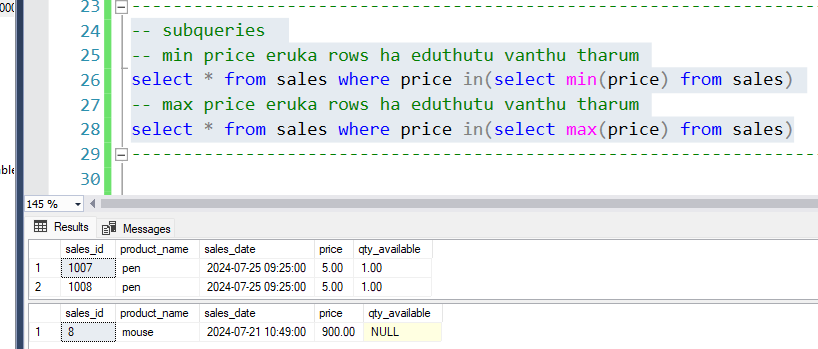 000
23
24 -- subqueries
25 -- min price eruka rows ha eduthutu vanthu tharum
26 select * from sales where price in(select min(price) from sales)
27 -- max price eruka rows ha eduthutu vanthu tharum
28 select * from sales where price in(select max(price) from sales)
29
30
able
145 %
Results Messages
sales_id product_name sales_date price qty_available
1 1007 pen 2024-07-25 09:25:00 5.00 1.00
2 1008 pen 2024-07-25 09:25:00 5.00 1.00
sales_id product_name sales_date price qty_available
1 8 mouse 2024-07-21 10:49:00 900.00 NULL